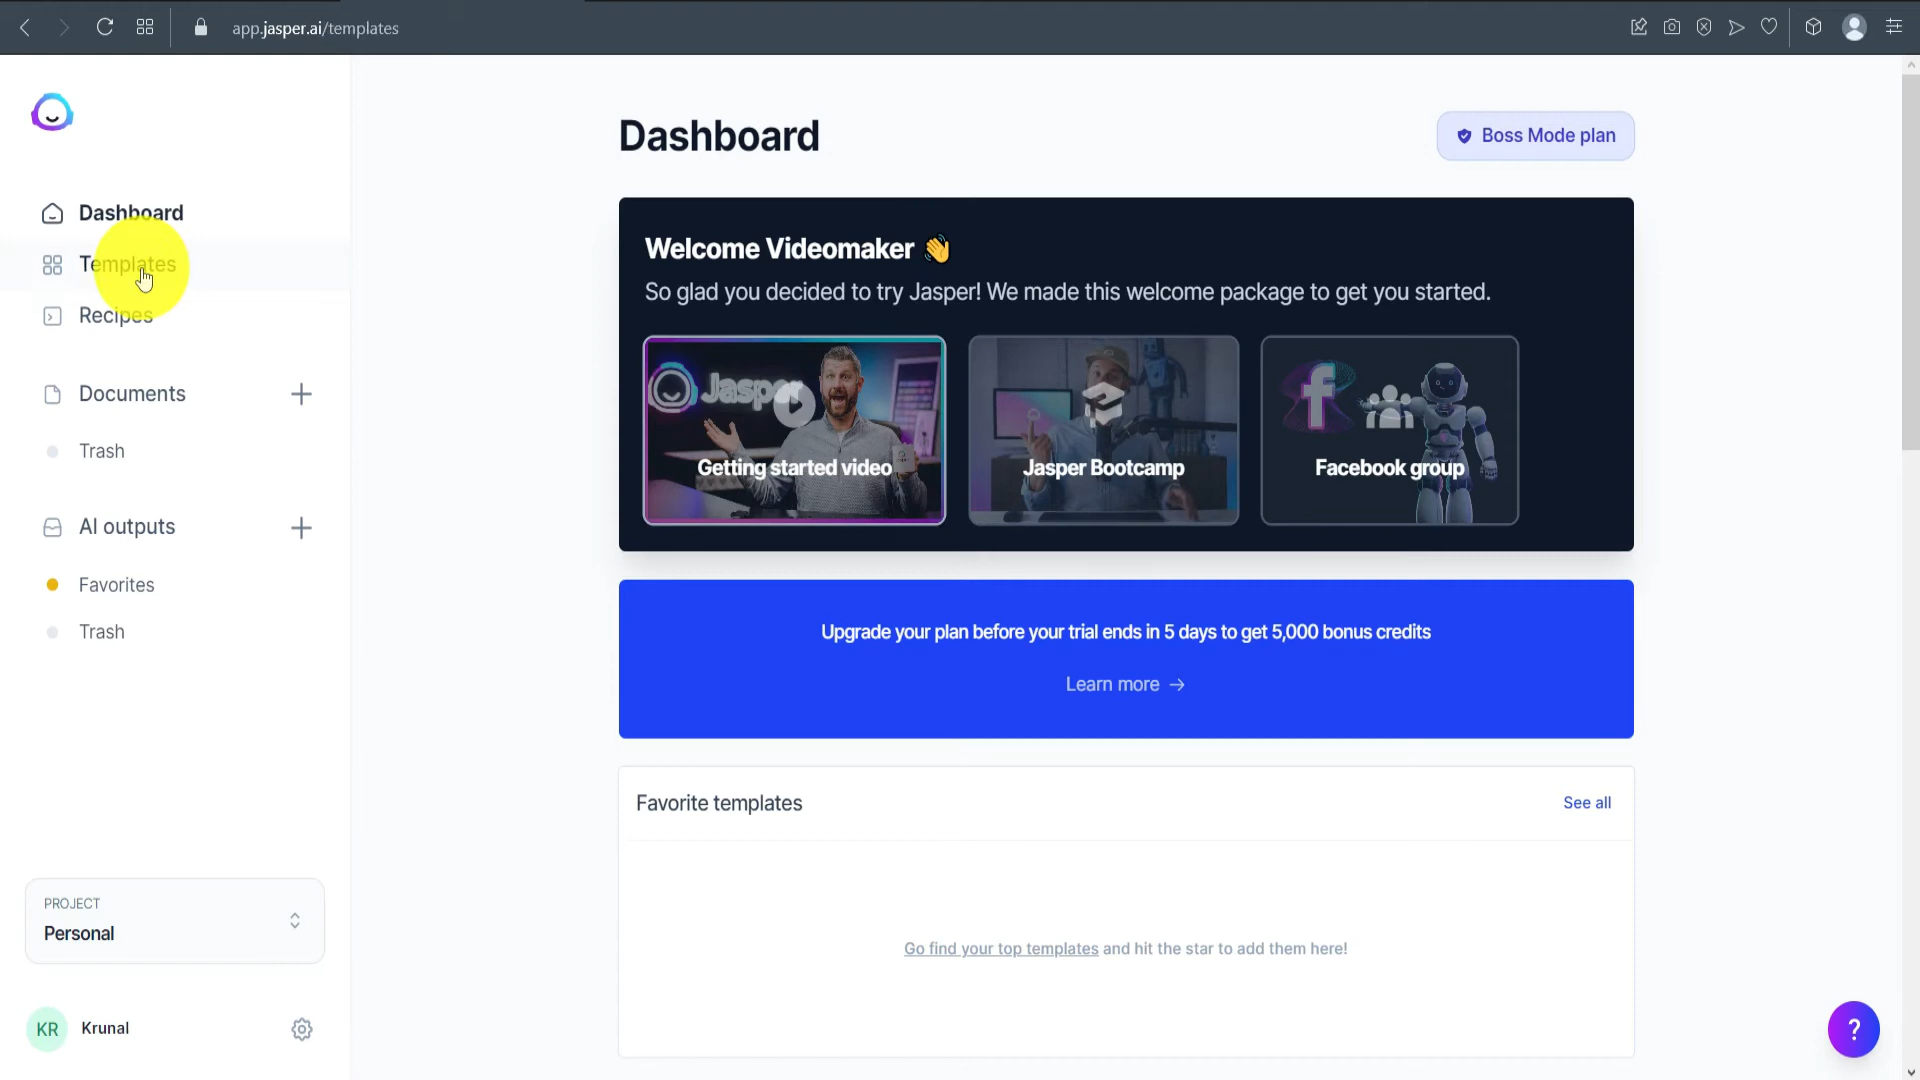 app.jasper.ai/templates
Dashboard
Templates
Recipes
Documents
Trash
AI outputs
Favorites
Trash
PROJECT
Personal
KR Krunal
Dashboard
Boss Mode plan
Welcome Videomaker 👋
So glad you decided to try Jasper! We made this welcome package to get you started.
Jasper
Getting started video
Jasper Bootcamp
f
Facebook group
Upgrade your plan before your trial ends in 5 days to get 5,000 bonus credits
Learn more →
Favorite templates
See all
Go find your top templates and hit the star to add them here!
?